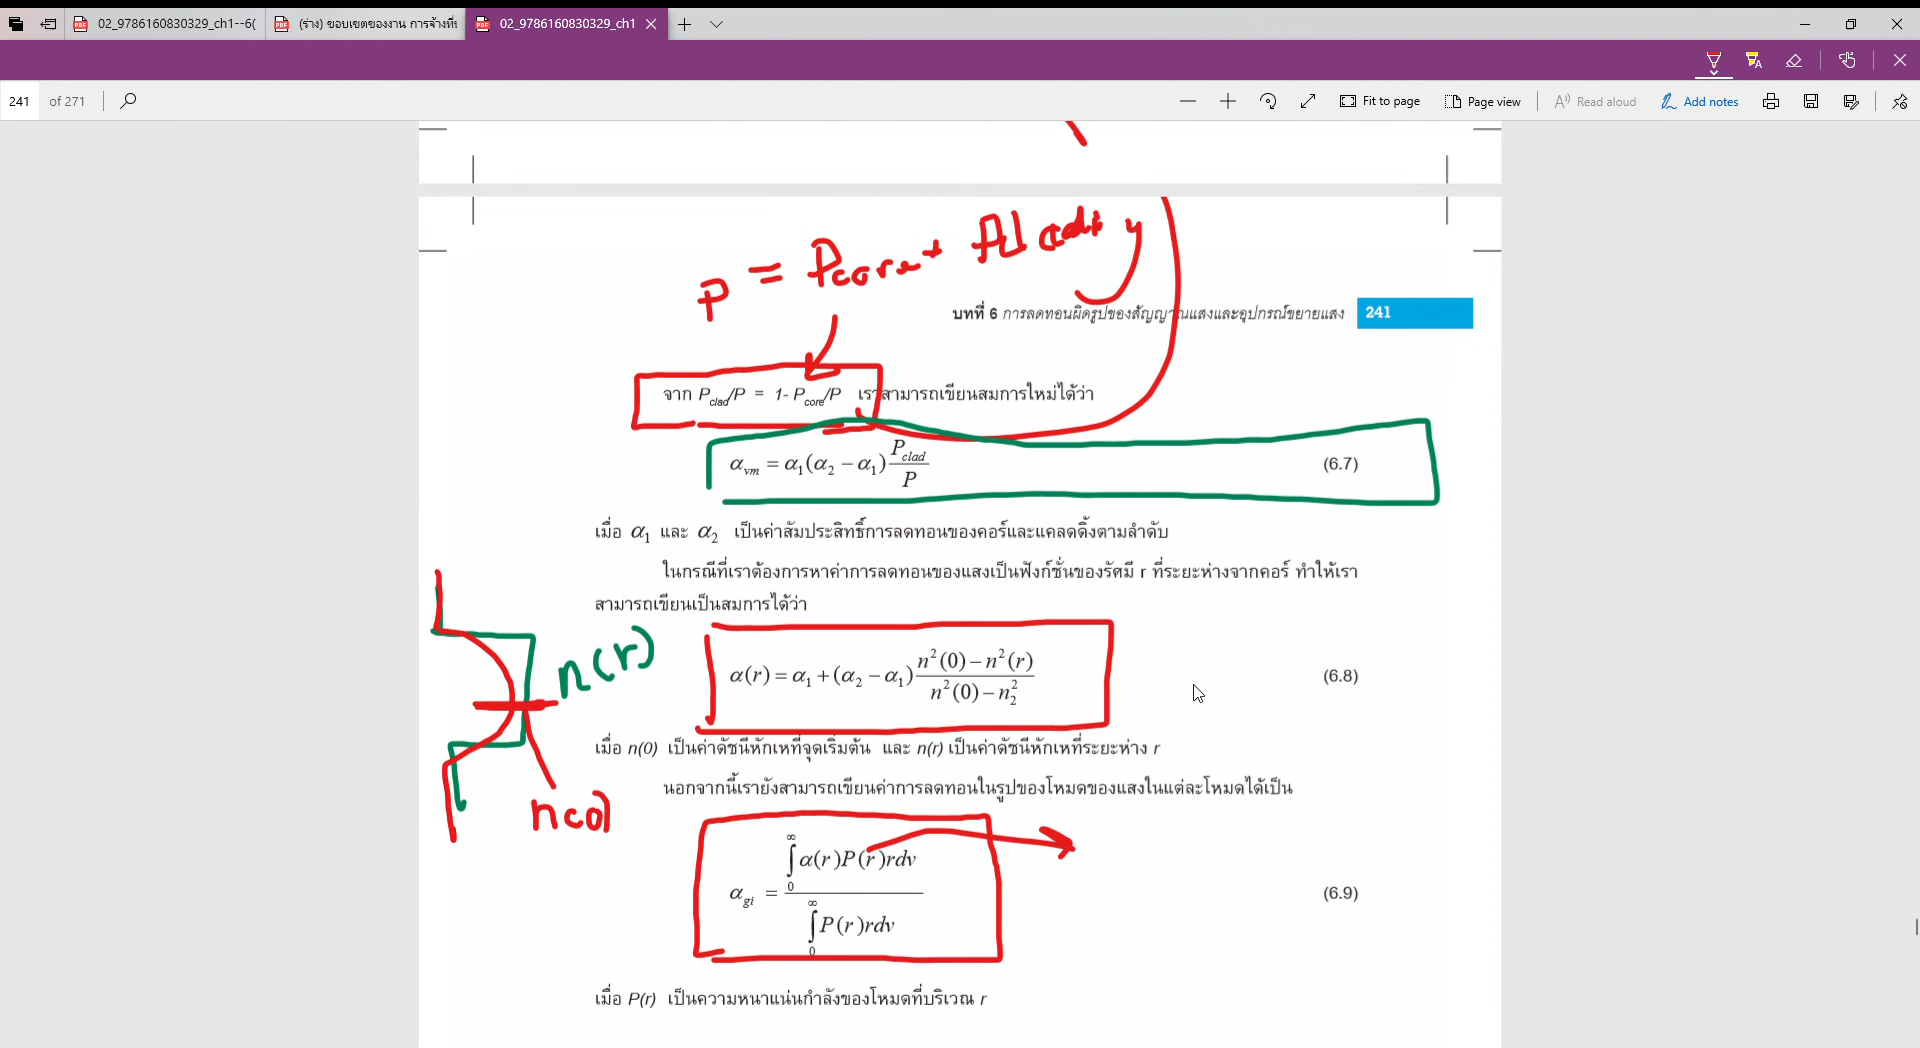 02_9786160830329_ch1--6(
(ร่าง) ขอบเขตของงาน การจ้างที่ป
02_9786160830329_ch1
241 of 271
Fit to page
Page view
Read aloud
Add notes
P = Pcore +
บทที่ 6 การลดทอนผิดรูปของสัญญาณแสงและอุปกรณ์ขยายแสง 241
จาก P_clad/P = 1- P_core/P เราสามารถเขียนสมการใหม่ได้ว่า
α_vm = α_1(α_2 − α_1) P_clad/P (6.7)
เมื่อ α_1 และ α_2 เป็นค่าสัมประสิทธิ์การลดทอนของคอร์และแคลดดิ้งตามลำดับ
ในกรณีที่เราต้องการหาค่าการลดทอนของแสงเป็นฟังก์ชั่นของรัศมี r ที่ระยะห่างจากคอร์ ทำให้เรา
สามารถเขียนเป็นสมการได้ว่า
n(r)
α(r) = α_1 + (α_2 − α_1) (n²(0) − n²(r))/(n²(0) − n_2²) (6.8)
เมื่อ n(0) เป็นค่าดัชนีหักเหที่จุดเริ่มต้น และ n(r) เป็นค่าดัชนีหักเหที่ระยะห่าง r
นอกจากนี้เรายังสามารถเขียนค่าการลดทอนในรูปของโหมดของแสงในแต่ละโหมดได้เป็น
n(0)
α_gi = ∫_0^∞ α(r)P(r)rdv / ∫_0^∞ P(r)rdv (6.9)
เมื่อ P(r) เป็นความหนาแน่นกำลังของโหมดที่บริเวณ r